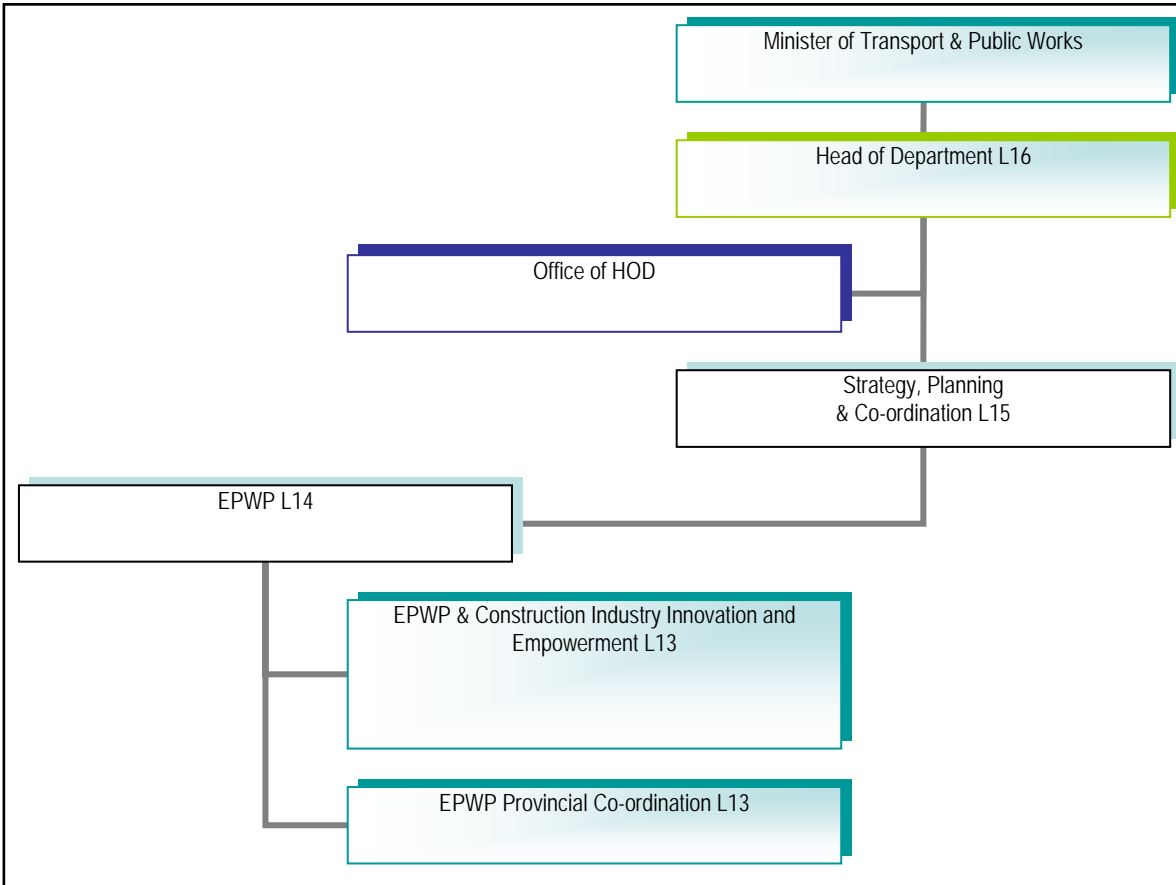 Minister of Transport & Public Works
Head of Department L16
Office of HOD
Strategy, Planning
& Co-ordination L15
EPWP L14
EPWP & Construction Industry Innovation and
Empowerment L13
EPWP Provincial Co-ordination L13